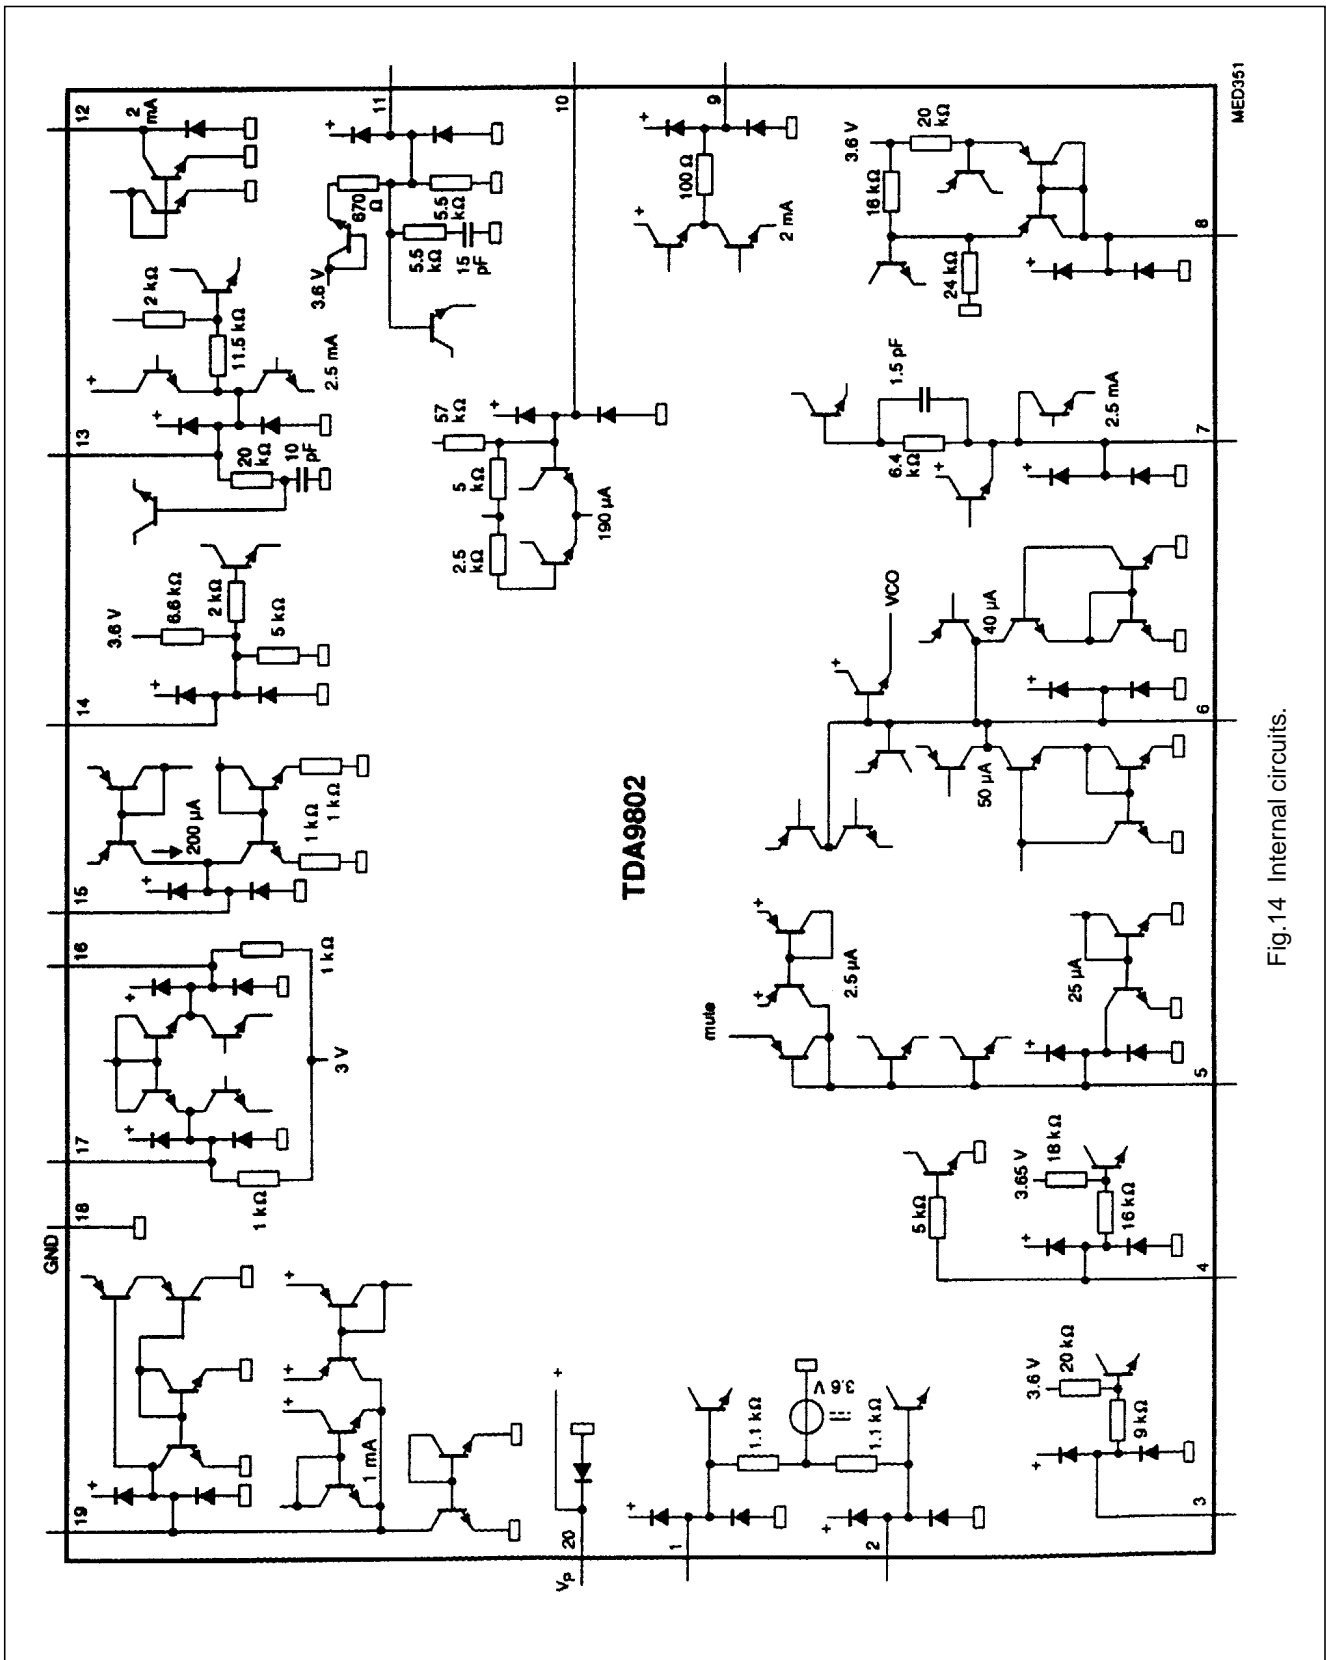 12
2
mA
11
10
9
MED351
+
670
Ω
5.5
kΩ
5.5
kΩ
15
pF
3.6 V
+
100 Ω
+
2 mA
3.6 V
20
kΩ
16 kΩ
24 kΩ
+
8
2 kΩ
11.5 kΩ
+
2.5 mA
13
+
20
kΩ
10
pF
57
kΩ
+
5
kΩ
2.5
kΩ
190 µA
1.5 pF
6.4
kΩ
+
2.5 mA
+
7
3.6 V
6.6 kΩ
2 kΩ
5 kΩ
14
+
VCO
+
40 µA
+
6
50 µA
15
+
200 µA
1 kΩ
1 kΩ
TDA9802
16
17
+
+
1 kΩ
1 kΩ
3 V
mute
+
+
2.5 µA
25 µA
+
5
GND
18
5 kΩ
3.65 V
18 kΩ
16 kΩ
+
4
19
+
+
+
+
1 mA
VP
20
+
1
+
2
+
1.1 kΩ
1.1 kΩ
3.6 V
3.6 V
20 kΩ
9 kΩ
+
3
Fig.14 Internal circuits.